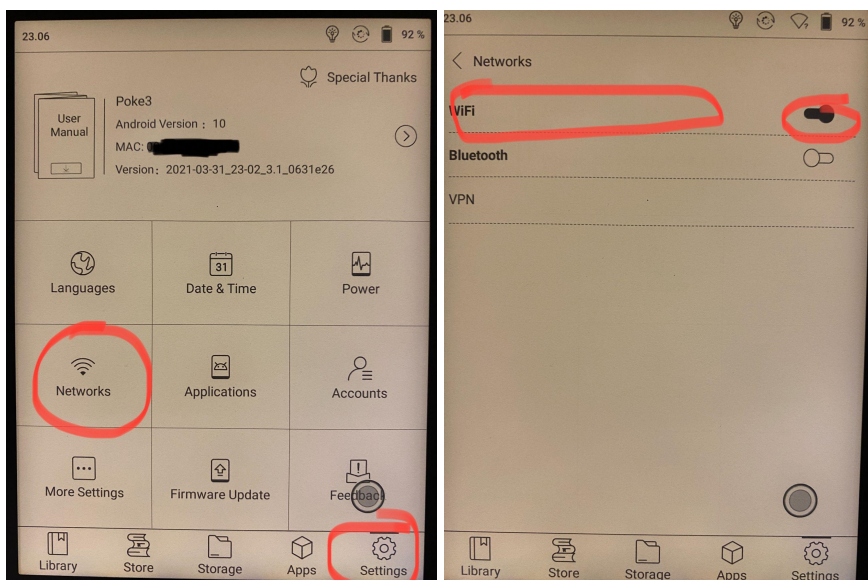 23.06
92 %
Special Thanks
User
Manual
Poke3
Android Version : 10
MAC:
Version: 2021-03-31_23-02_3.1_0631e26
31
Languages
Date & Time
Power
Networks
Applications
Accounts
More Settings
Firmware Update
Feedback
Library
Store
Storage
Apps
Settings
23.06
92 %
Networks
WiFi
Bluetooth
VPN
Library
Store
Storage
Apps
Settings